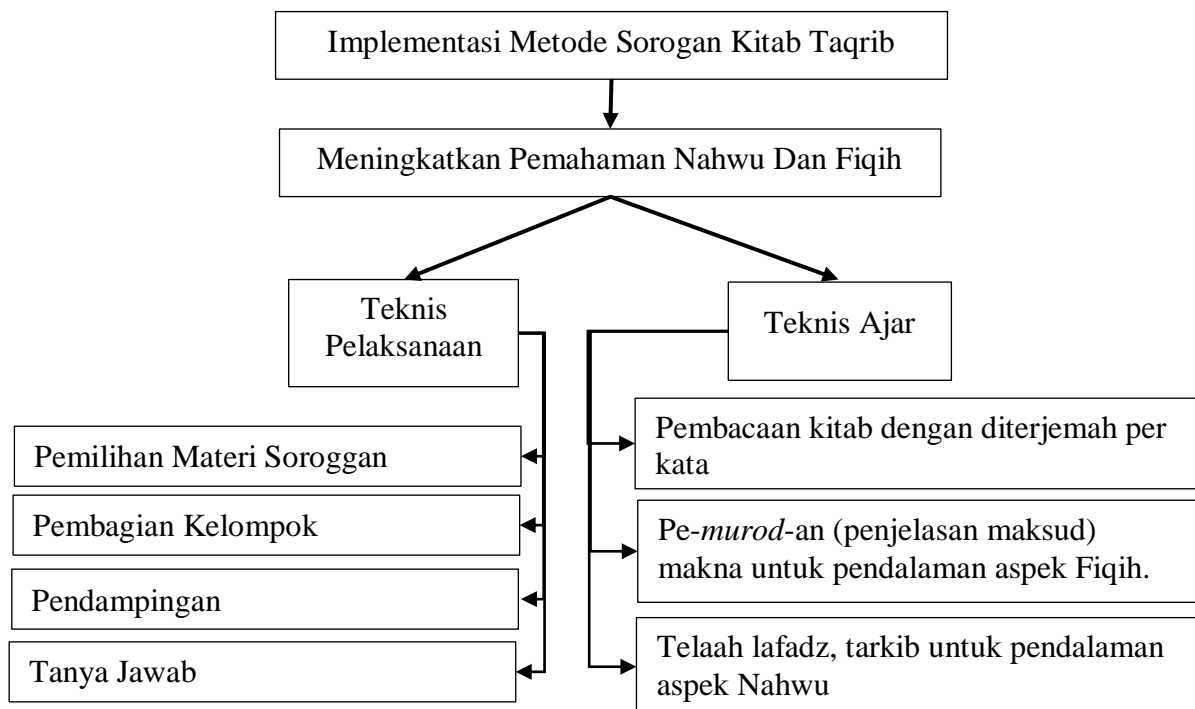 Implementasi Metode Sorogan Kitab Taqrib
Meningkatkan Pemahaman Nahwu Dan Fiqih
Teknis
Pelaksanaan
Teknis Ajar
Pemilihan Materi Soroggan
Pembagian Kelompok
Pendampingan
Tanya Jawab
Pembacaan kitab dengan diterjemah per
kata
Pe-murod-an (penjelasan maksud)
makna untuk pendalaman aspek Fiqih.
Telaah lafadz, tarkib untuk pendalaman
aspek Nahwu